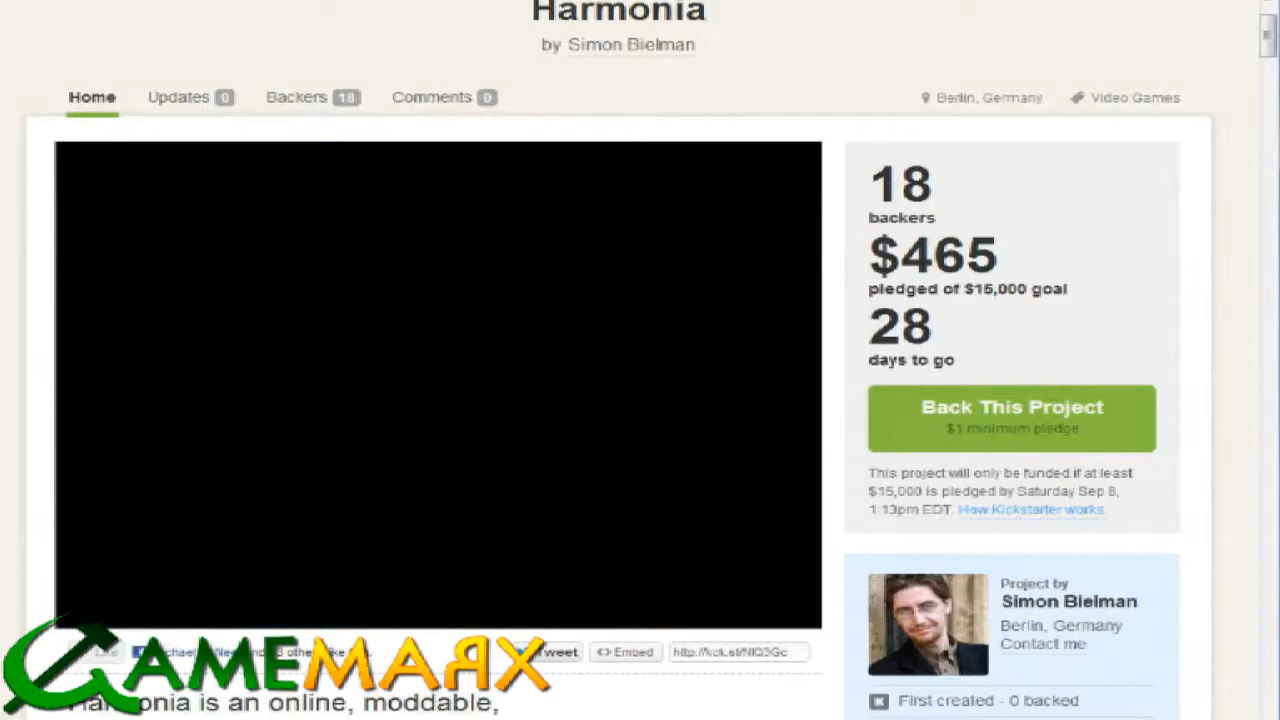 Harmonia
by Simon Bielman
Home Updates 0 Backers 18 Comments 0
Berlin, Germany Video Games
18
backers
$465
pledged of $15,000 goal
28
days to go
Back This Project
$1 minimum pledge
This project will only be funded if at least
$15,000 is pledged by Saturday Sep 8,
1:13pm EDT. How Kickstarter works.
Project by
Simon Bielman
Berlin, Germany
Contact me
First created - 0 backed
Tweet <> Embed
GAMEMARX
Harmonia is an online, moddable,